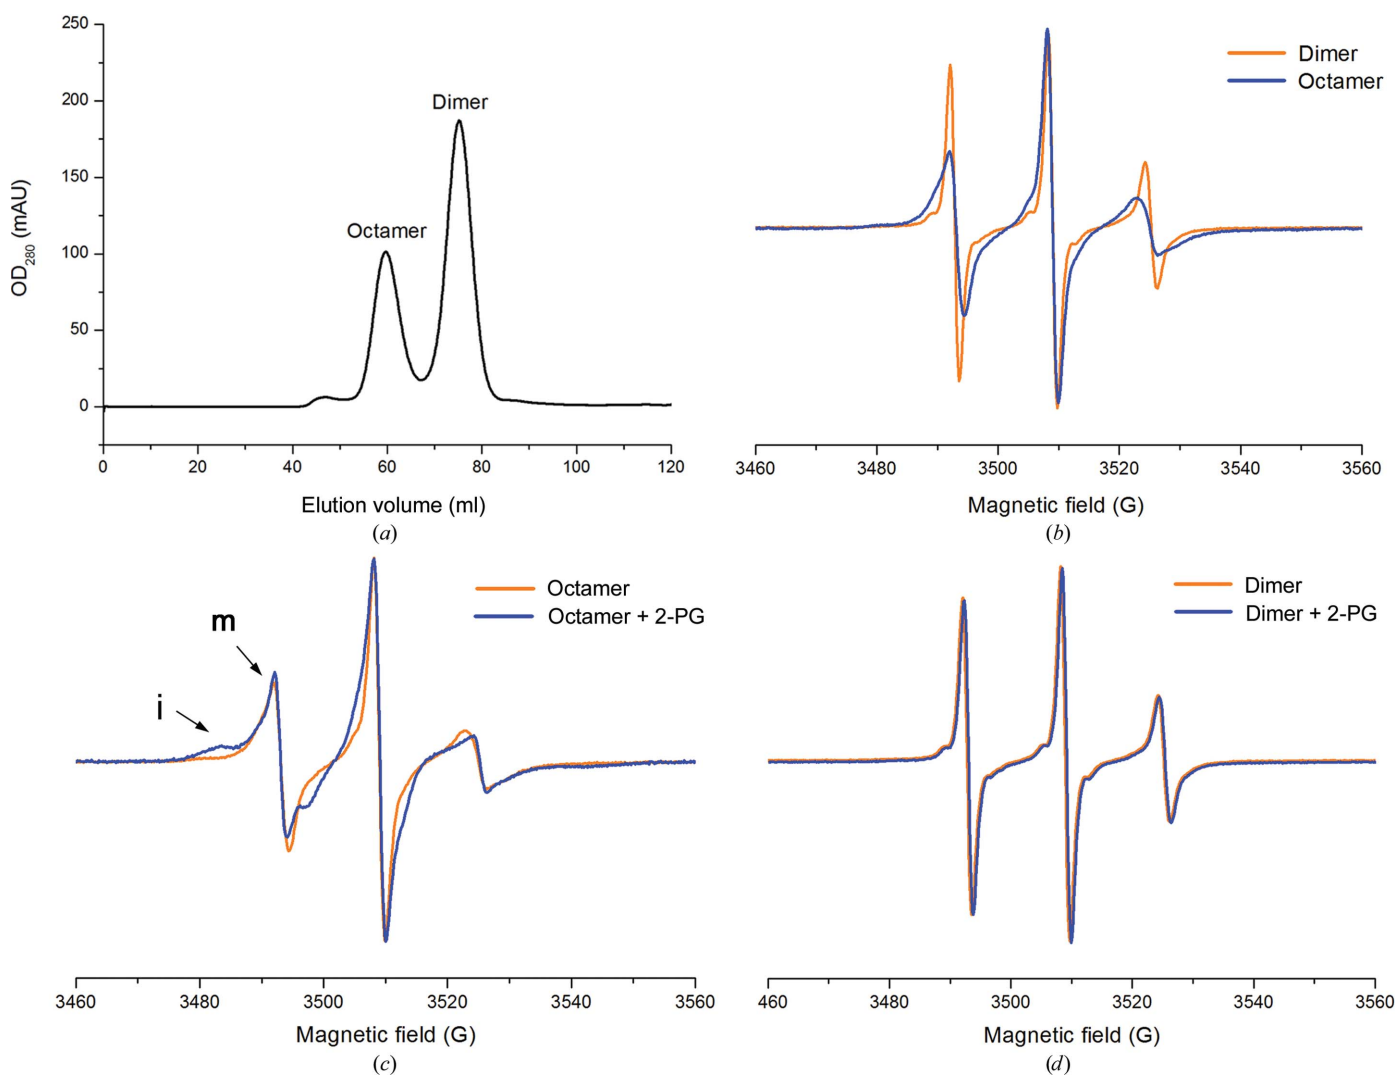 250
200
150
100
50
0
OD280 (mAU)
Octamer
Dimer
0 20 40 60 80 100 120
Elution volume (ml)
(a)
Dimer
Octamer
3460 3480 3500 3520 3540 3560
Magnetic field (G)
(b)
Octamer
Octamer + 2-PG
m
i
3460 3480 3500 3520 3540 3560
Magnetic field (G)
(c)
Dimer
Dimer + 2-PG
460 3480 3500 3520 3540 3560
Magnetic field (G)
(d)